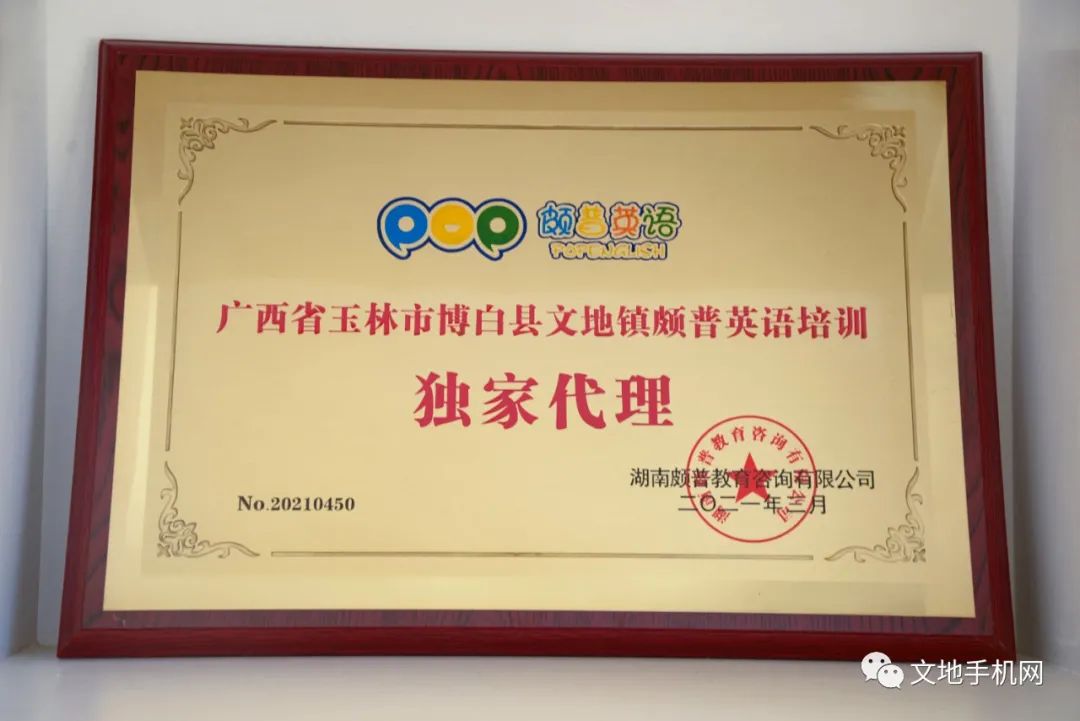 POP 颇普英语
POPENGLISH
广西省玉林市博白县文地镇颇普英语培训
独家代理
湖南颇普教育咨询有限公司
No.20210450
二〇二一年二月
文地手机网